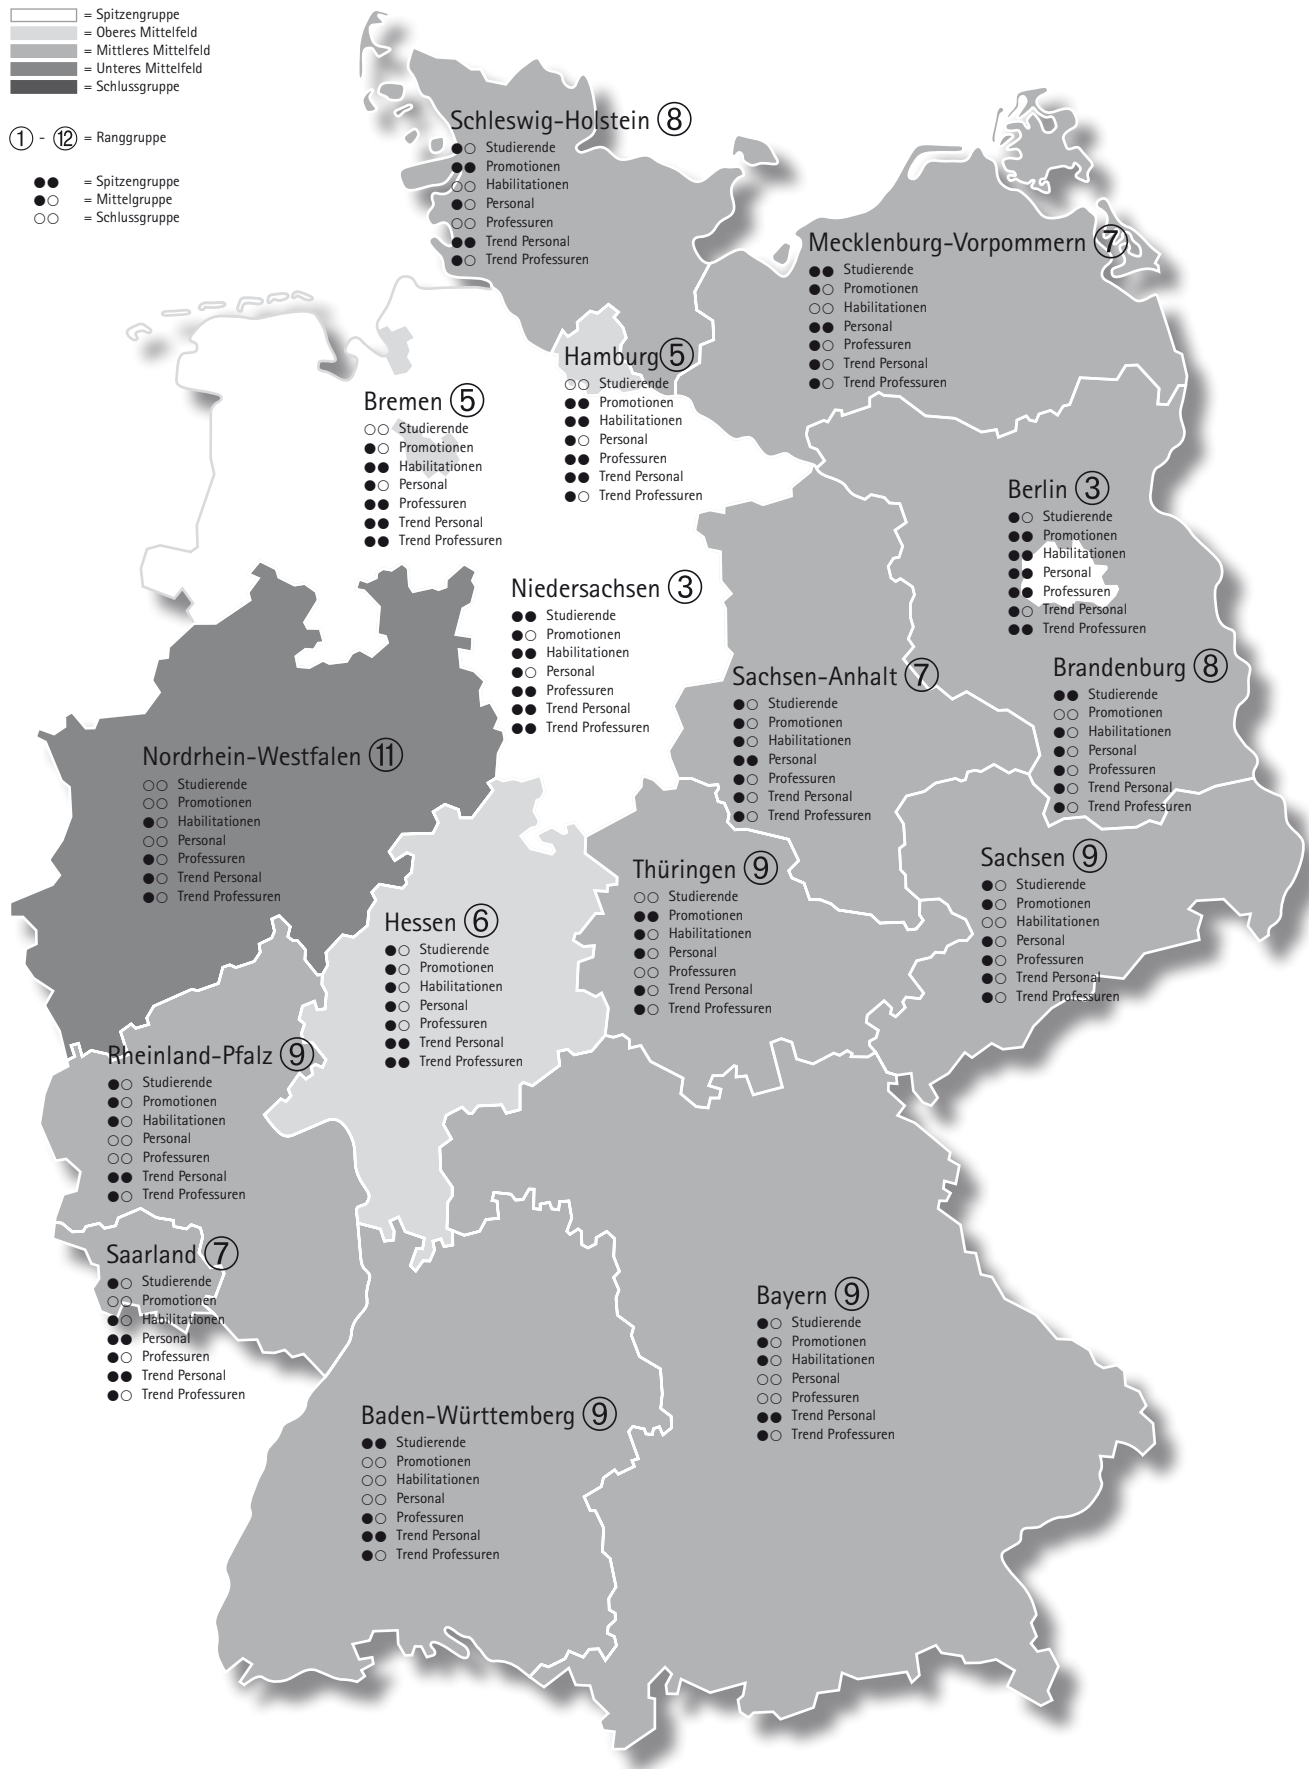 = Spitzengruppe
= Oberes Mittelfeld
= Mittleres Mittelfeld
= Unteres Mittelfeld
= Schlussgruppe
① - ⑫ = Ranggruppe
●● = Spitzengruppe
●○ = Mittelgruppe
○○ = Schlussgruppe
Schleswig-Holstein ⑧
●○ Studierende
●● Promotionen
○○ Habilitationen
●○ Personal
○○ Professuren
●● Trend Personal
●○ Trend Professuren
Mecklenburg-Vorpommern ⑦
●● Studierende
●○ Promotionen
○○ Habilitationen
●● Personal
●○ Professuren
●○ Trend Personal
●○ Trend Professuren
Hamburg ⑤
○○ Studierende
●● Promotionen
●● Habilitationen
●○ Personal
●● Professuren
●● Trend Personal
●○ Trend Professuren
Bremen ⑤
○○ Studierende
●○ Promotionen
●● Habilitationen
●○ Personal
●● Professuren
●● Trend Personal
●● Trend Professuren
Berlin ③
●○ Studierende
●● Promotionen
●● Habilitationen
●● Personal
●● Professuren
●○ Trend Personal
●● Trend Professuren
Niedersachsen ③
●● Studierende
●○ Promotionen
●● Habilitationen
●○ Personal
●● Professuren
●● Trend Personal
●● Trend Professuren
Brandenburg ⑧
●● Studierende
○○ Promotionen
●○ Habilitationen
●○ Personal
●○ Professuren
●○ Trend Personal
●○ Trend Professuren
Sachsen-Anhalt ⑦
●○ Studierende
●○ Promotionen
●○ Habilitationen
●● Personal
●○ Professuren
●○ Trend Personal
●○ Trend Professuren
Nordrhein-Westfalen ⑪
○○ Studierende
○○ Promotionen
●○ Habilitationen
○○ Personal
●○ Professuren
●○ Trend Personal
●○ Trend Professuren
Sachsen ⑨
●○ Studierende
●○ Promotionen
○○ Habilitationen
●○ Personal
●○ Professuren
●○ Trend Personal
●○ Trend Professuren
Thüringen ⑨
○○ Studierende
●● Promotionen
●○ Habilitationen
●○ Personal
○○ Professuren
●○ Trend Personal
●○ Trend Professuren
Hessen ⑥
●○ Studierende
●○ Promotionen
●○ Habilitationen
●○ Personal
●○ Professuren
●● Trend Personal
●● Trend Professuren
Rheinland-Pfalz ⑨
●○ Studierende
●○ Promotionen
●○ Habilitationen
○○ Personal
○○ Professuren
●● Trend Personal
●○ Trend Professuren
Saarland ⑦
●○ Studierende
○○ Promotionen
●○ Habilitationen
●● Personal
●○ Professuren
●● Trend Personal
●○ Trend Professuren
Bayern ⑨
●○ Studierende
●○ Promotionen
●○ Habilitationen
○○ Personal
○○ Professuren
●● Trend Personal
●○ Trend Professuren
Baden-Württemberg ⑨
●● Studierende
○○ Promotionen
○○ Habilitationen
○○ Personal
●○ Professuren
●● Trend Personal
●○ Trend Professuren